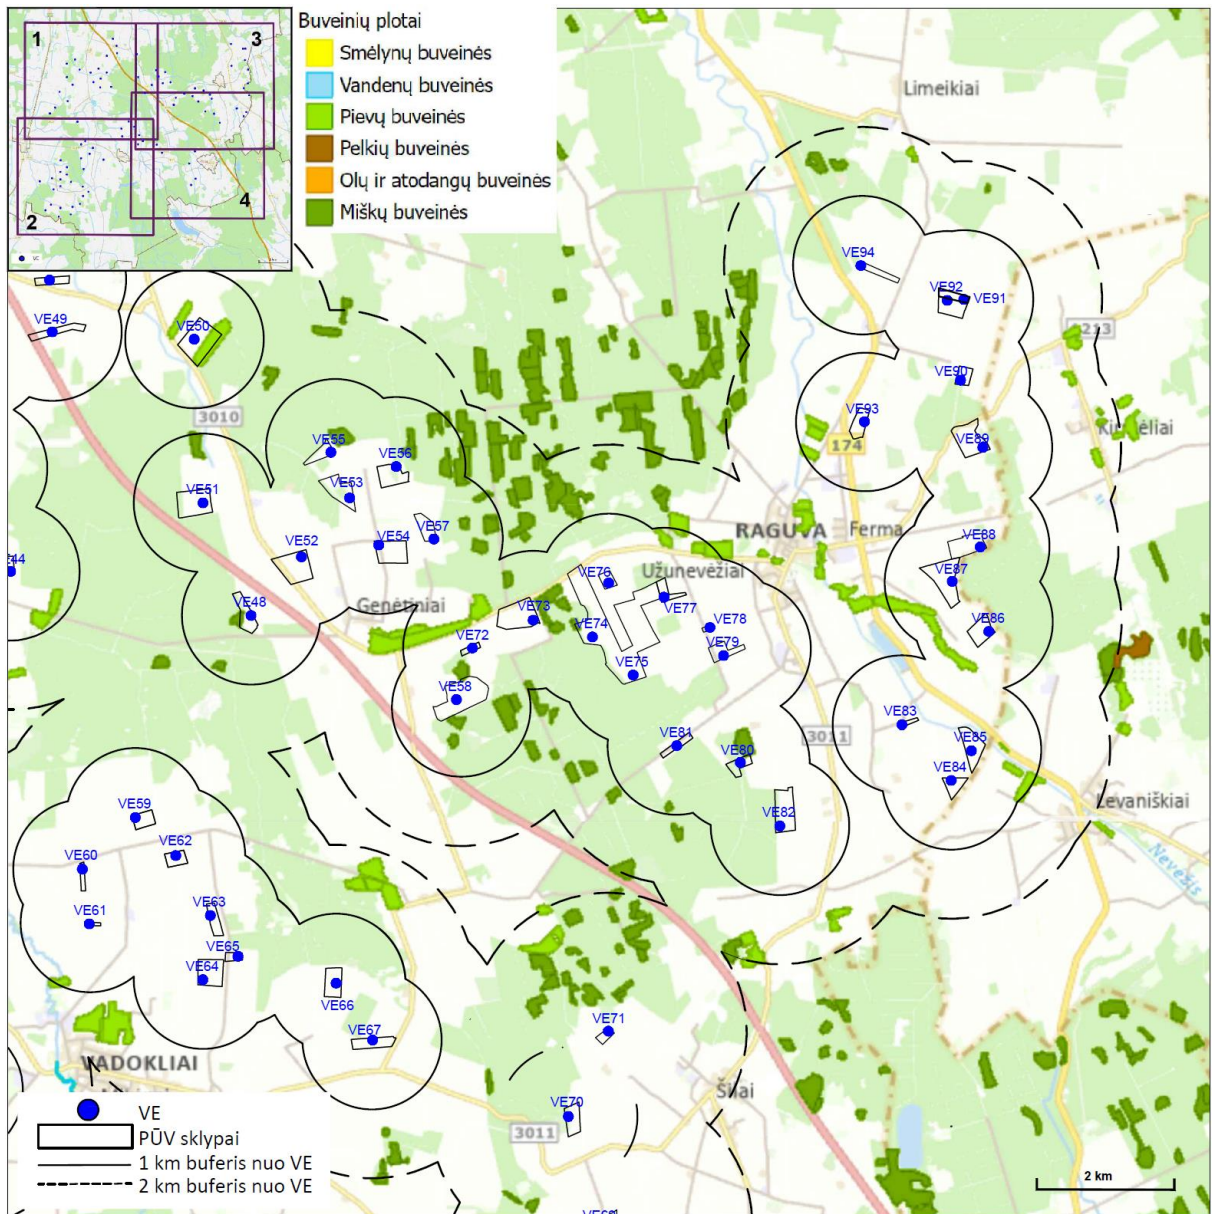 1
3
2
4
VE
Buveinių plotai
Smėlynų buveinės
Vandenų buveinės
Pievų buveinės
Pelkių buveinės
Olų ir atodangų buveinės
Miškų buveinės
Limeikiai
VE94
VE92
VE91
VE49
VE50
213
VE90
3010
VE93
VE89
174
VE55
VE56
VE53
VE51
RAGUVA
Ferma
VE57
VE54
VE52
VE88
44
Užunevėžiai
VE76
VE87
VE48
Genėtiniai
VE73
VE77
VE78
VE86
VE72
VE74
VE79
VE75
VE58
VE83
VE81
3011
VE80
VE85
VE84
Levaniškiai
VE59
VE82
VE62
VE60
Nevėžis
VE61
VE63
VE65
VE64
VE66
VE71
VE67
VADOKLIAI
Šilai
VE70
3011
VE
PŪV sklypai
1 km buferis nuo VE
2 km buferis nuo VE
2 km